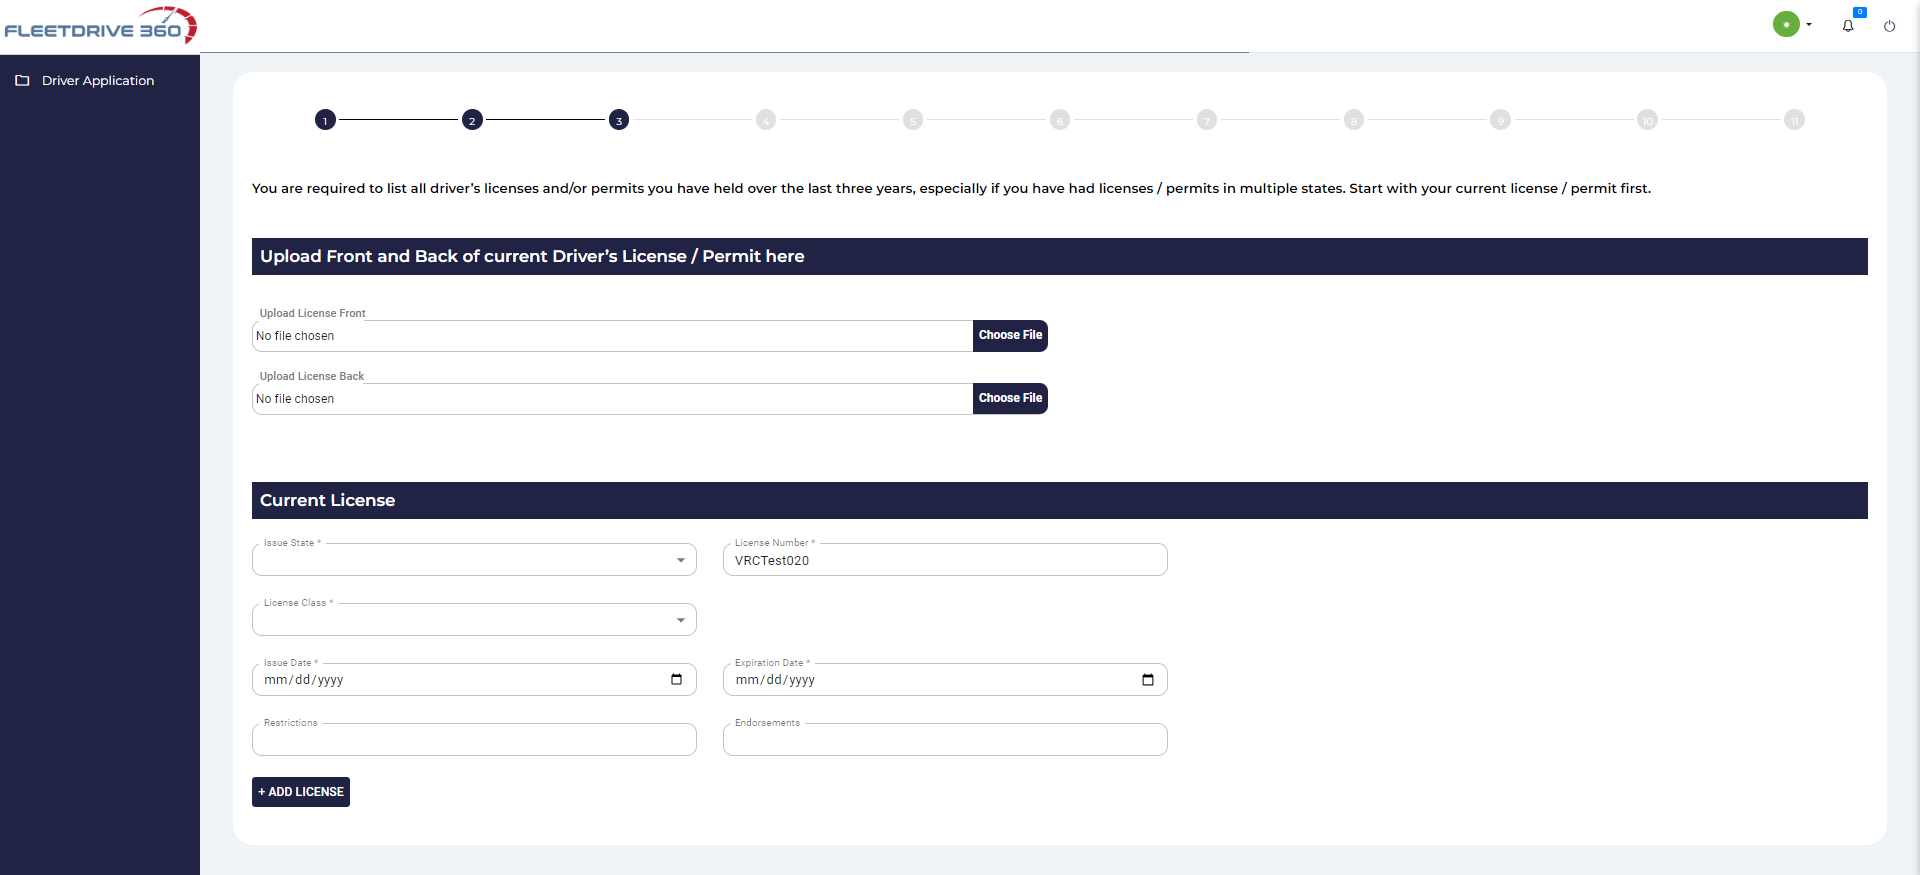 FLEETDRIVE 360
0
Driver Application
1 2 3 4 5 6 7 8 9 10 11
You are required to list all driver’s licenses and/or permits you have held over the last three years, especially if you have had licenses / permits in multiple states. Start with your current license / permit first.
Upload Front and Back of current Driver’s License / Permit here
Upload License Front
No file chosen Choose File
Upload License Back
No file chosen Choose File
Current License
Issue State * License Number *
VRCTest020
License Class *
Issue Date * Expiration Date *
mm/dd/yyyy mm/dd/yyyy
Restrictions Endorsements
+ ADD LICENSE